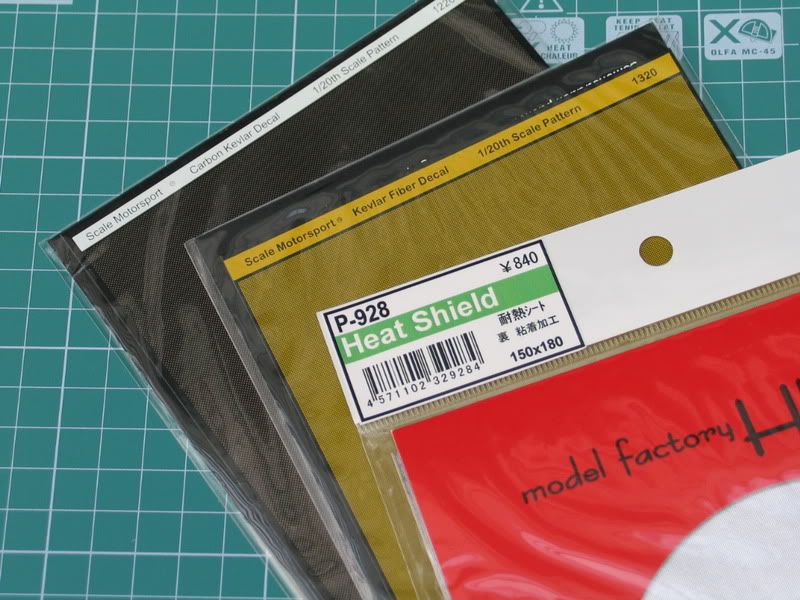 HEAT
CHALEUR
OLFA MC-45
1220
1/20th Scale Pattern
Carbon Kevlar Decal
Scale Motorsport ®
1320
1/20th Scale Pattern
Kevlar Fiber Decal
Scale Motorsport ®
P-928
¥840
Heat Shield
耐熱シート
裏 粘着加工
150x180
4 571102 329284
model factory H